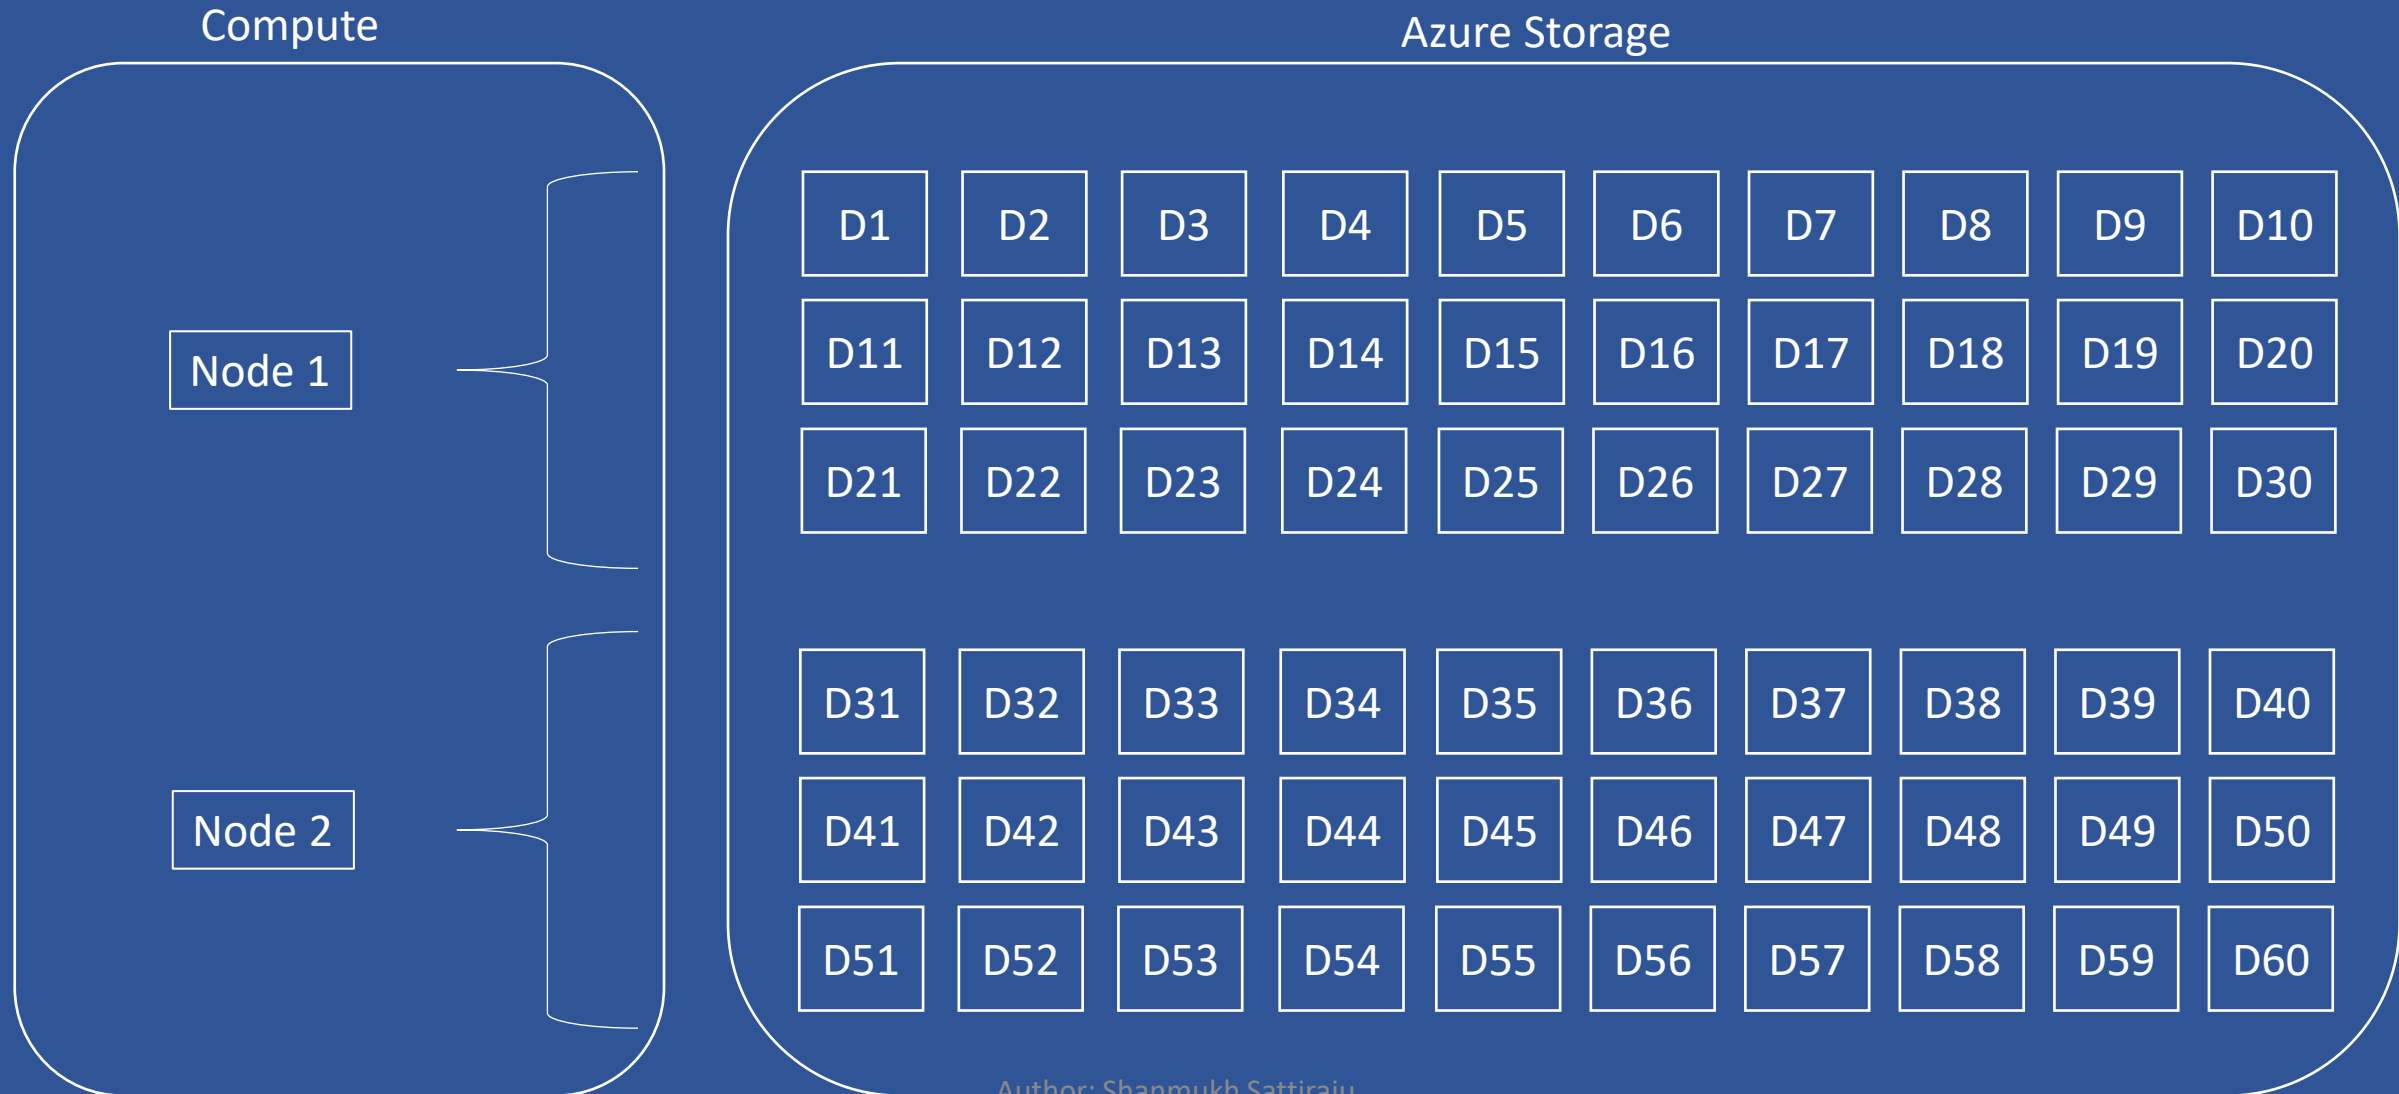 Compute
Azure Storage
D1 D2 D3 D4 D5 D6 D7 D8 D9 D10
D11 D12 D13 D14 D15 D16 D17 D18 D19 D20
Node 1
D21 D22 D23 D24 D25 D26 D27 D28 D29 D30
D31 D32 D33 D34 D35 D36 D37 D38 D39 D40
D41 D42 D43 D44 D45 D46 D47 D48 D49 D50
Node 2
D51 D52 D53 D54 D55 D56 D57 D58 D59 D60
Author: Shanmukh Sattiraju